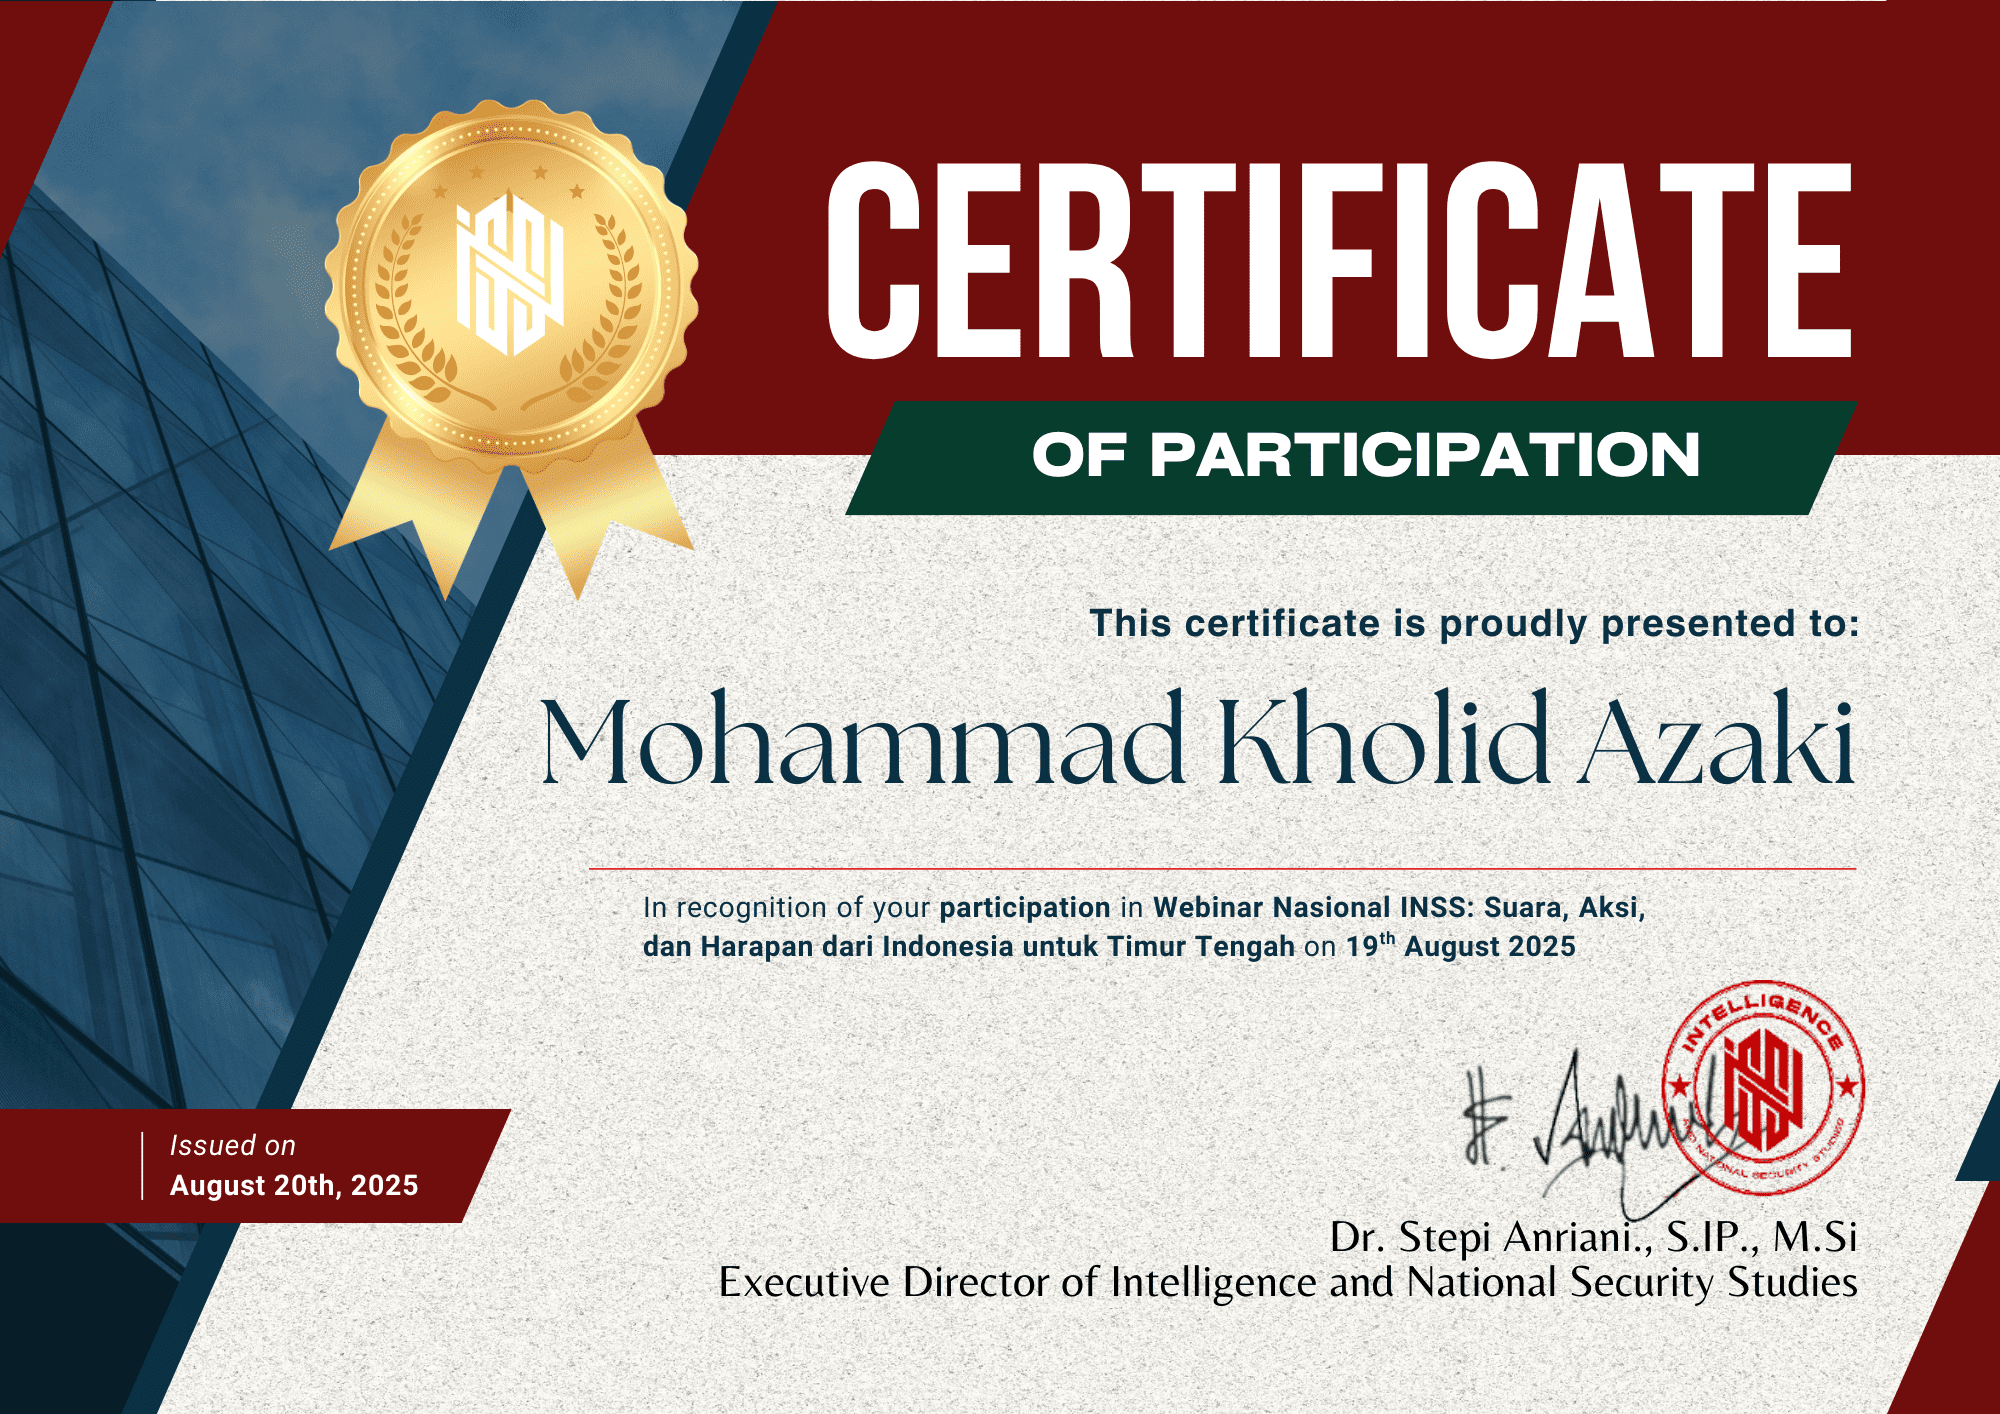 CERTIFICATE
OF PARTICIPATION
This certificate is proudly presented to:
Mohammad Kholid Azaki
In recognition of your participation in Webinar Nasional INSS: Suara, Aksi,
dan Harapan dari Indonesia untuk Timur Tengah on 19th August 2025
Issued on
August 20th, 2025
INTELLIGENCE
AND NATIONAL SECURITY STUDIES
Dr. Stepi Anriani., S.IP., M.Si
Executive Director of Intelligence and National Security Studies